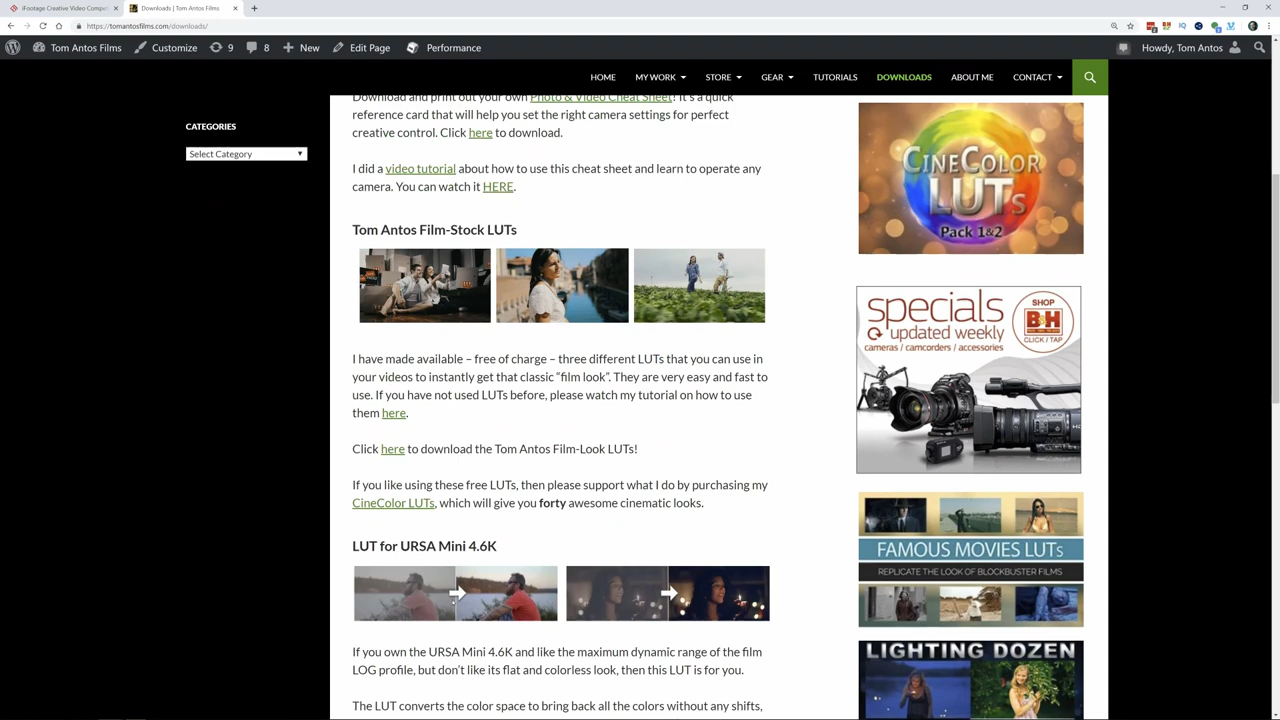 iFootage Creative Video Compet
Downloads | Tom Antos Films
https://tomantosfilms.com/downloads/
Tom Antos Films
Customize
9
8
New
Edit Page
Performance
Howdy, Tom Antos
HOME
MY WORK
STORE
GEAR
TUTORIALS
DOWNLOADS
ABOUT ME
CONTACT
CATEGORIES
Select Category
Download and print out your own Photo & Video Cheat Sheet! It's a quick
reference card that will help you set the right camera settings for perfect
creative control. Click here to download.
I did a video tutorial about how to use this cheat sheet and learn to operate any
camera. You can watch it HERE.
Tom Antos Film-Stock LUTs
I have made available – free of charge – three different LUTs that you can use in
your videos to instantly get that classic “film look”. They are very easy and fast to
use. If you have not used LUTs before, please watch my tutorial on how to use
them here.
Click here to download the Tom Antos Film-Look LUTs!
If you like using these free LUTs, then please support what I do by purchasing my
CineColor LUTs, which will give you forty awesome cinematic looks.
LUT for URSA Mini 4.6K
If you own the URSA Mini 4.6K and like the maximum dynamic range of the film
LOG profile, but don’t like its flat and colorless look, then this LUT is for you.
The LUT converts the color space to bring back all the colors without any shifts,
CINECOLOR
LUTs
Pack 1&2
specials
updated weekly
cameras / camcorders / accessories
SHOP
B&H
CLICK / TAP
FAMOUS MOVIES LUTs
REPLICATE THE LOOK OF BLOCKBUSTER FILMS
LIGHTING DOZEN